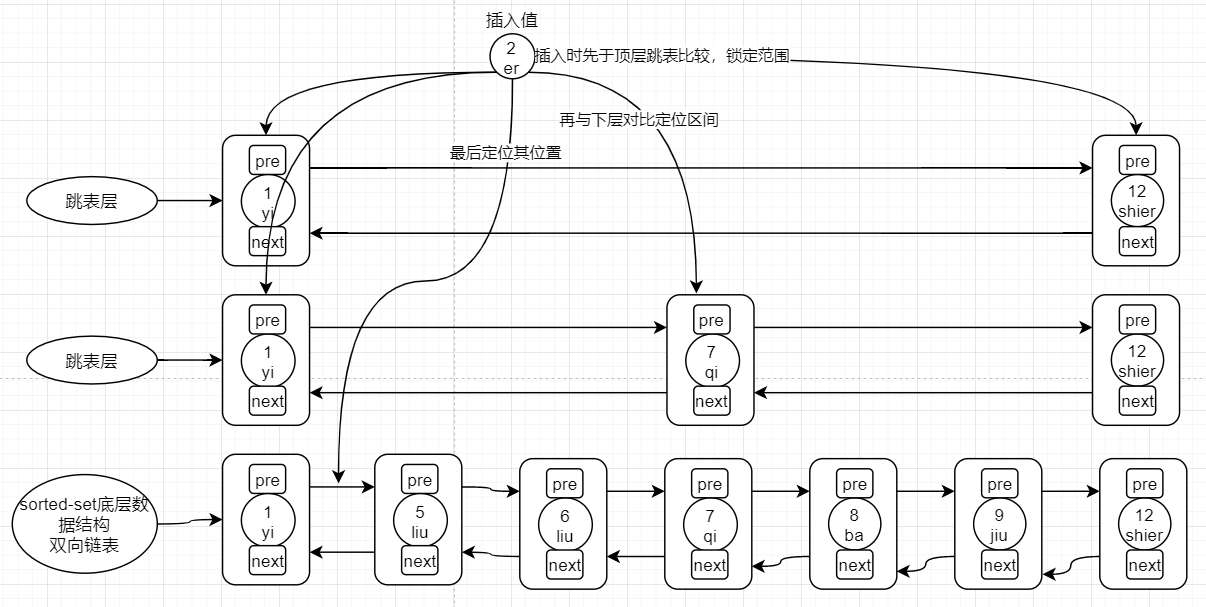 插入值
2
er
插入时先于顶层跳表比较，锁定范围
再与下层对比定位区间
最后定位其位置
跳表层
pre
1
yi
next
pre
12
shier
next
跳表层
pre
1
yi
next
pre
7
qi
next
pre
12
shier
next
sorted-set底层数
据结构
双向链表
pre
1
yi
next
pre
5
liu
next
pre
6
liu
next
pre
7
qi
next
pre
8
ba
next
pre
9
jiu
next
pre
12
shier
next